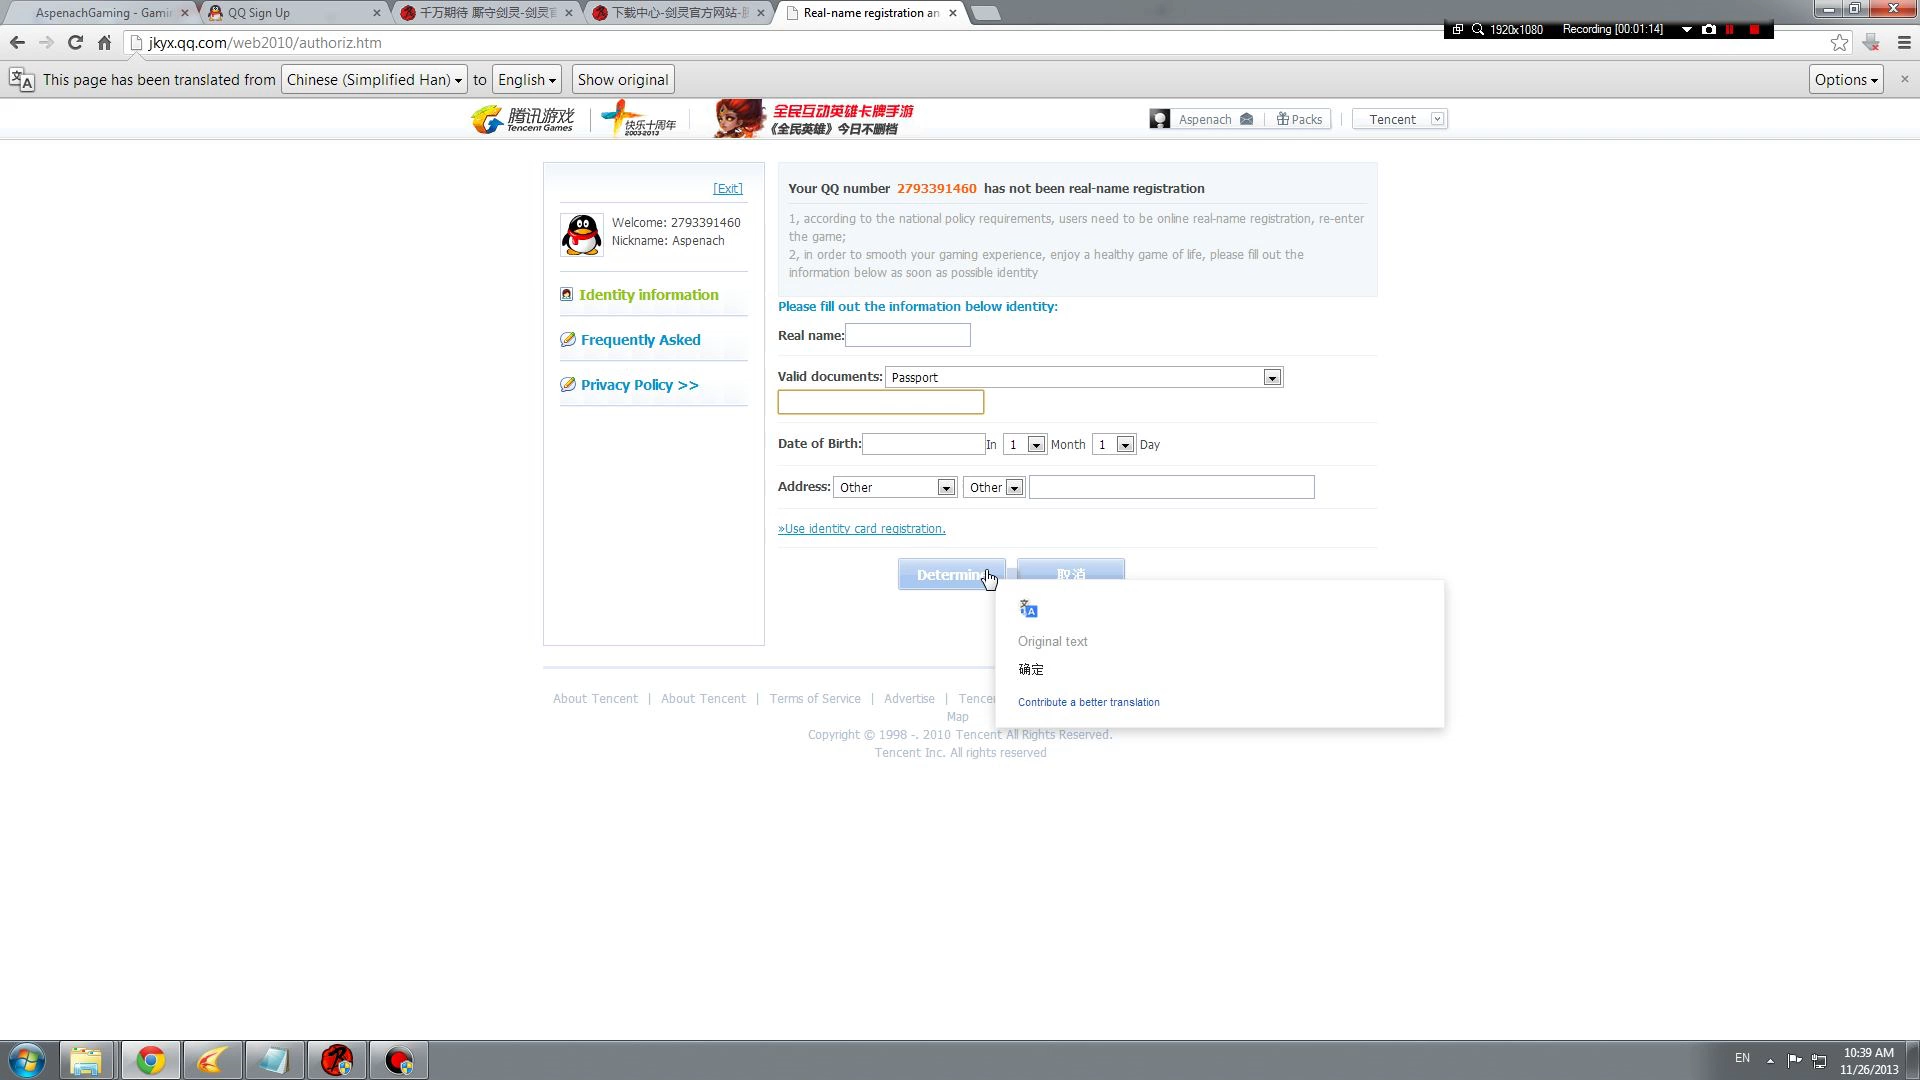 AspenachGaming - Gamin
QQ Sign Up
千万期待 厮守剑灵-剑灵官
下载中心-剑灵官方网站-腾
Real-name registration an
1920x1080
Recording [00:01:14]
jkyx.qq.com/web2010/authoriz.htm
This page has been translated from Chinese (Simplified Han) to English Show original
Options
腾讯游戏
Tencent Games
快乐十周年
2003-2013
全民互动英雄卡牌手游
《全民英雄》今日不删档
Aspenach
Packs
Tencent
[Exit]
Welcome: 2793391460
Nickname: Aspenach
Identity information
Frequently Asked
Privacy Policy >>
Your QQ number 2793391460 has not been real-name registration
1, according to the national policy requirements, users need to be online real-name registration, re-enter
the game;
2, in order to smooth your gaming experience, enjoy a healthy game of life, please fill out the
information below as soon as possible identity
Please fill out the information below identity:
Real name:
Valid documents: Passport
Date of Birth: In 1 Month 1 Day
Address: Other Other
»Use identity card registration.
Determin
取消
Original text
确定
Contribute a better translation
About Tencent | About Tencent | Terms of Service | Advertise | Tencen
Map
Copyright © 1998 -. 2010 Tencent All Rights Reserved.
Tencent Inc. All rights reserved
EN
10:39 AM
11/26/2013